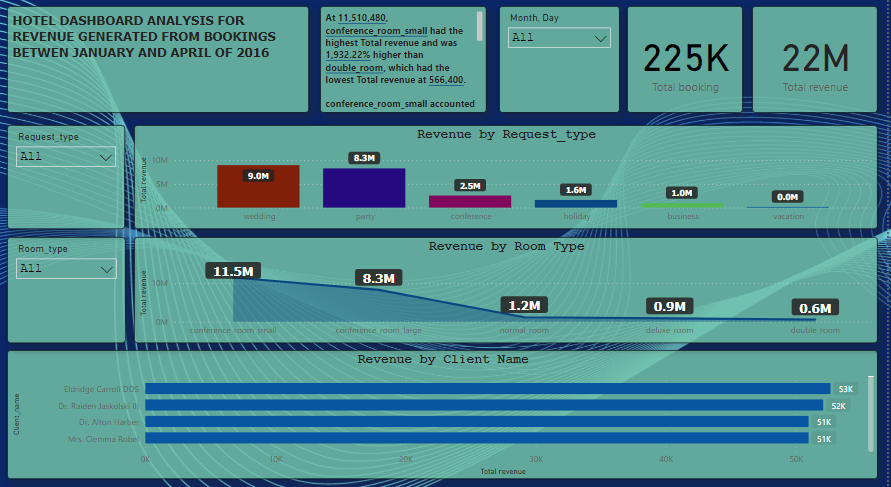 HOTEL DASHBOARD ANALYSIS FOR
REVENUE GENERATED FROM BOOKINGS
BETWEN JANUARY AND APRIL OF 2016
At 11,510,480,
conference_room_small had the
highest Total revenue and was
1,932.22% higher than
double_room, which had the
lowest Total revenue at 566,400.
conference_room_small accounted
Month, Day
All
225K
Total booking
22M
Total revenue
Request_type
All
Revenue by Request_type
Total revenue
10M
5M
0M
9.0M
8.3M
2.5M
1.6M
1.0M
0.0M
wedding
party
conference
holiday
business
vacation
Room_type
All
Revenue by Room Type
Total revenue
10M
0M
11.5M
8.3M
1.2M
0.9M
0.6M
conference_room_small
conference_room_large
normal_room
deluxe_room
double_room
Revenue by Client Name
Client_name
Eldridge Carroll DDS
53K
Dr. Raiden Jaskolski II
52K
Dr. Alton Harber
51K
Mrs. Clemma Robel
51K
0K
10K
20K
30K
40K
50K
Total revenue